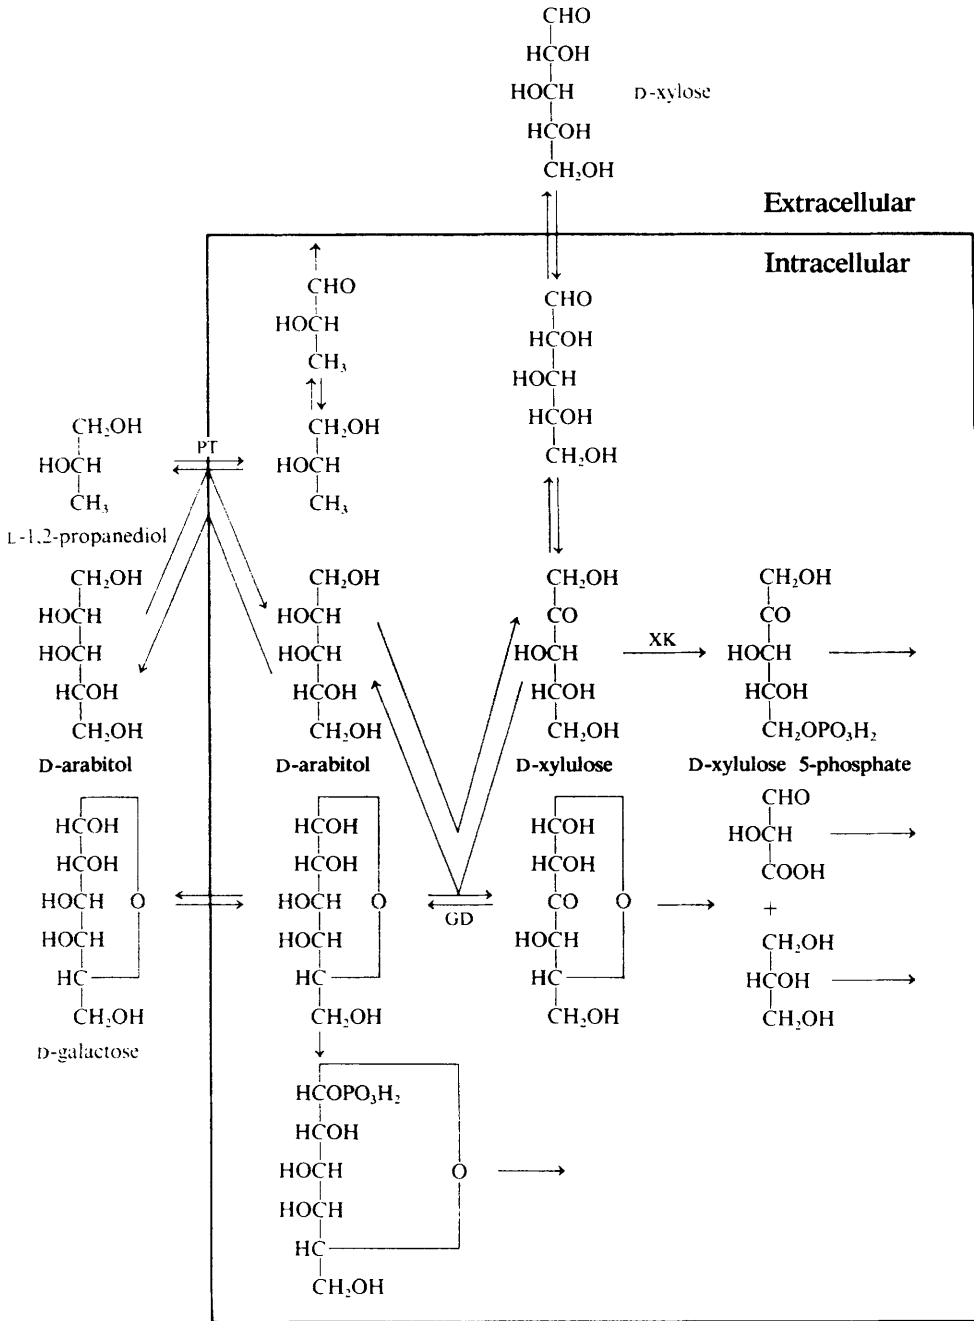 CHO
HCOH
HOCH
D-xylose
HCOH
CH₂OH
Extracellular
Intracellular
CHO
HOCH
CH₃
CHO
HCOH
HOCH
HCOH
CH₂OH
CH₂OH
HOCH
CH₃
L-1,2-propanediol
PT
CH₂OH
HOCH
CH₃
CH₂OH
HOCH
HOCH
HCOH
CH₂OH
D-arabitol
CH₂OH
HOCH
HOCH
HCOH
CH₂OH
D-arabitol
CH₂OH
CO
HOCH
HCOH
CH₂OH
D-xylulose
XK
CH₂OH
CO
HOCH
HCOH
CH₂OPO₃H₂
D-xylulose 5-phosphate
HCOH
HCOH
HOCH O
HOCH
HC
CH₂OH
D-galactose
HCOH
HCOH
HOCH O
HOCH
HC
CH₂OH
GD
HCOH
HCOH
CO O
HOCH
HC
CH₂OH
CHO
HOCH
COOH
+
CH₂OH
HCOH
CH₂OH
HCOPO₃H₂
HCOH
HOCH O
HOCH
HC
CH₂OH